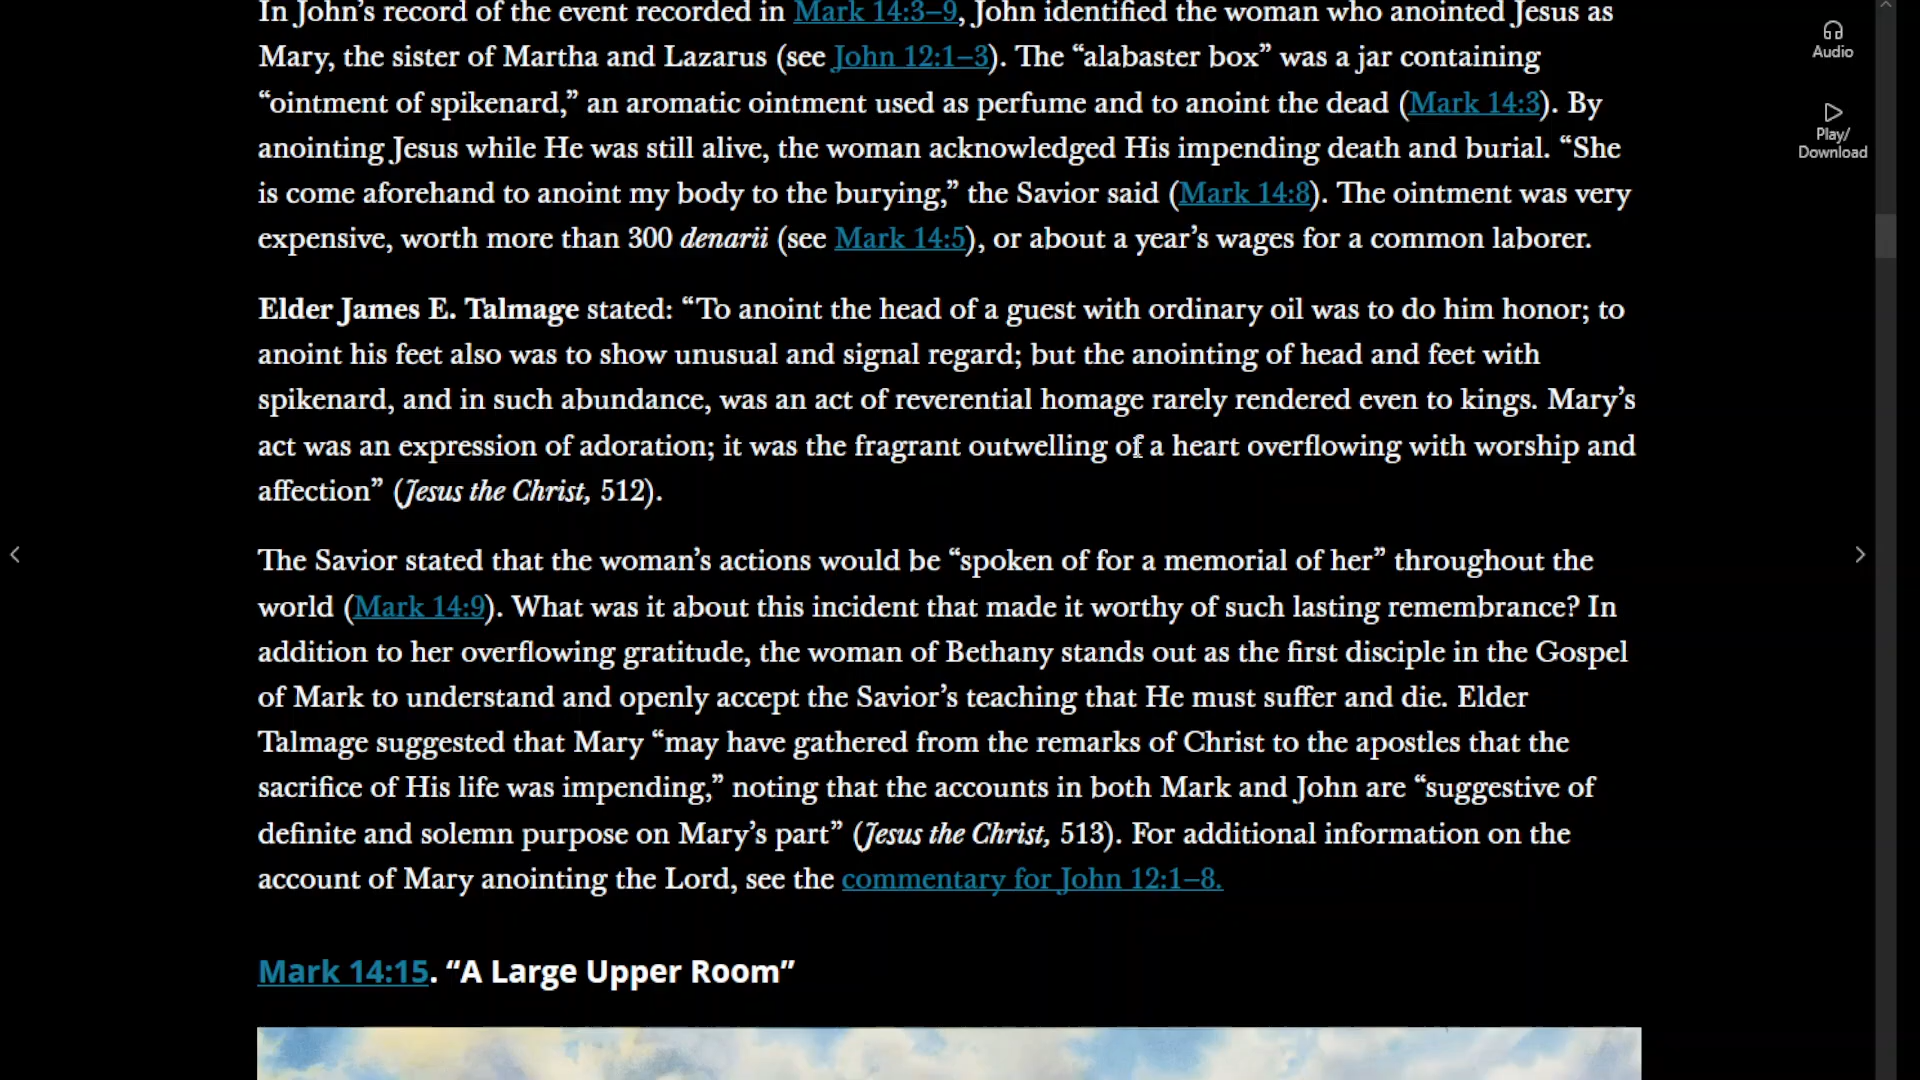 In John’s record of the event recorded in Mark 14:3–9, John identified the woman who anointed Jesus as
Mary, the sister of Martha and Lazarus (see John 12:1–3). The “alabaster box” was a jar containing
“ointment of spikenard,” an aromatic ointment used as perfume and to anoint the dead (Mark 14:3). By
anointing Jesus while He was still alive, the woman acknowledged His impending death and burial. “She
is come aforehand to anoint my body to the burying,” the Savior said (Mark 14:8). The ointment was very
expensive, worth more than 300 denarii (see Mark 14:5), or about a year’s wages for a common laborer.
Elder James E. Talmage stated: “To anoint the head of a guest with ordinary oil was to do him honor; to
anoint his feet also was to show unusual and signal regard; but the anointing of head and feet with
spikenard, and in such abundance, was an act of reverential homage rarely rendered even to kings. Mary’s
act was an expression of adoration; it was the fragrant outwelling of a heart overflowing with worship and
affection” (Jesus the Christ, 512).
The Savior stated that the woman’s actions would be “spoken of for a memorial of her” throughout the
world (Mark 14:9). What was it about this incident that made it worthy of such lasting remembrance? In
addition to her overflowing gratitude, the woman of Bethany stands out as the first disciple in the Gospel
of Mark to understand and openly accept the Savior’s teaching that He must suffer and die. Elder
Talmage suggested that Mary “may have gathered from the remarks of Christ to the apostles that the
sacrifice of His life was impending,” noting that the accounts in both Mark and John are “suggestive of
definite and solemn purpose on Mary’s part” (Jesus the Christ, 513). For additional information on the
account of Mary anointing the Lord, see the commentary for John 12:1–8.
Mark 14:15. “A Large Upper Room”
Audio
Play/
Download